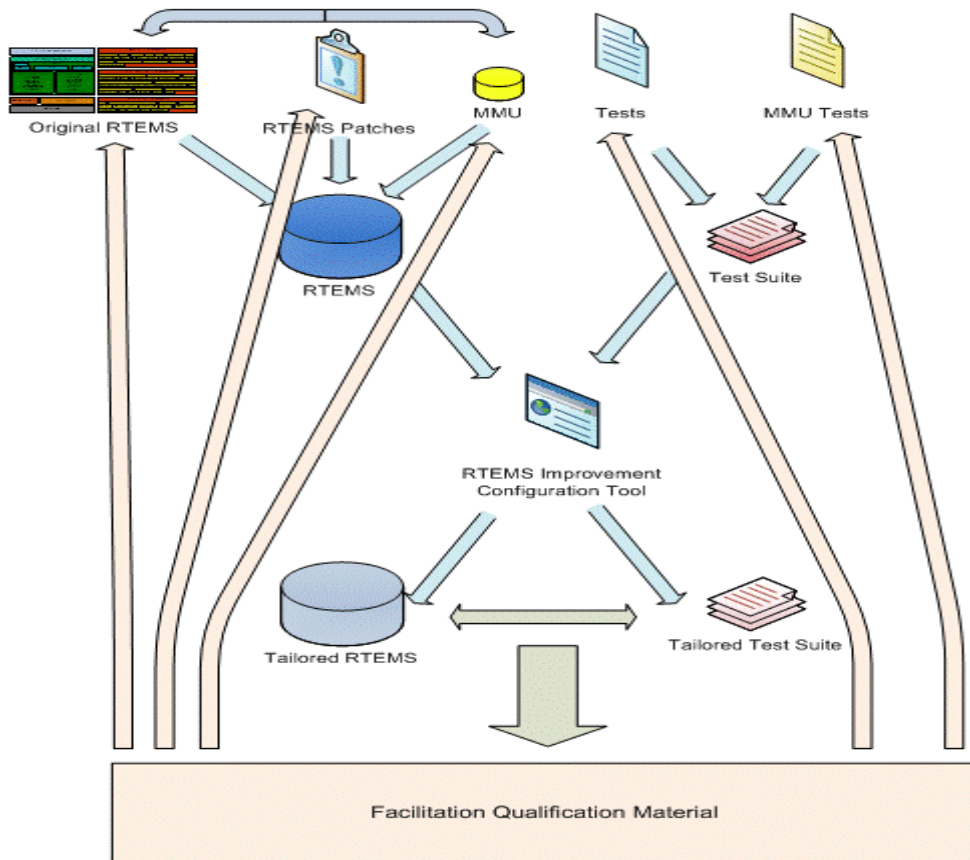 Original RTEMS
RTEMS Patches
MMU
Tests
MMU Tests
RTEMS
Test Suite
RTEMS Improvement
Configuration Tool
Tailored RTEMS
Tailored Test Suite
Facilitation Qualification Material